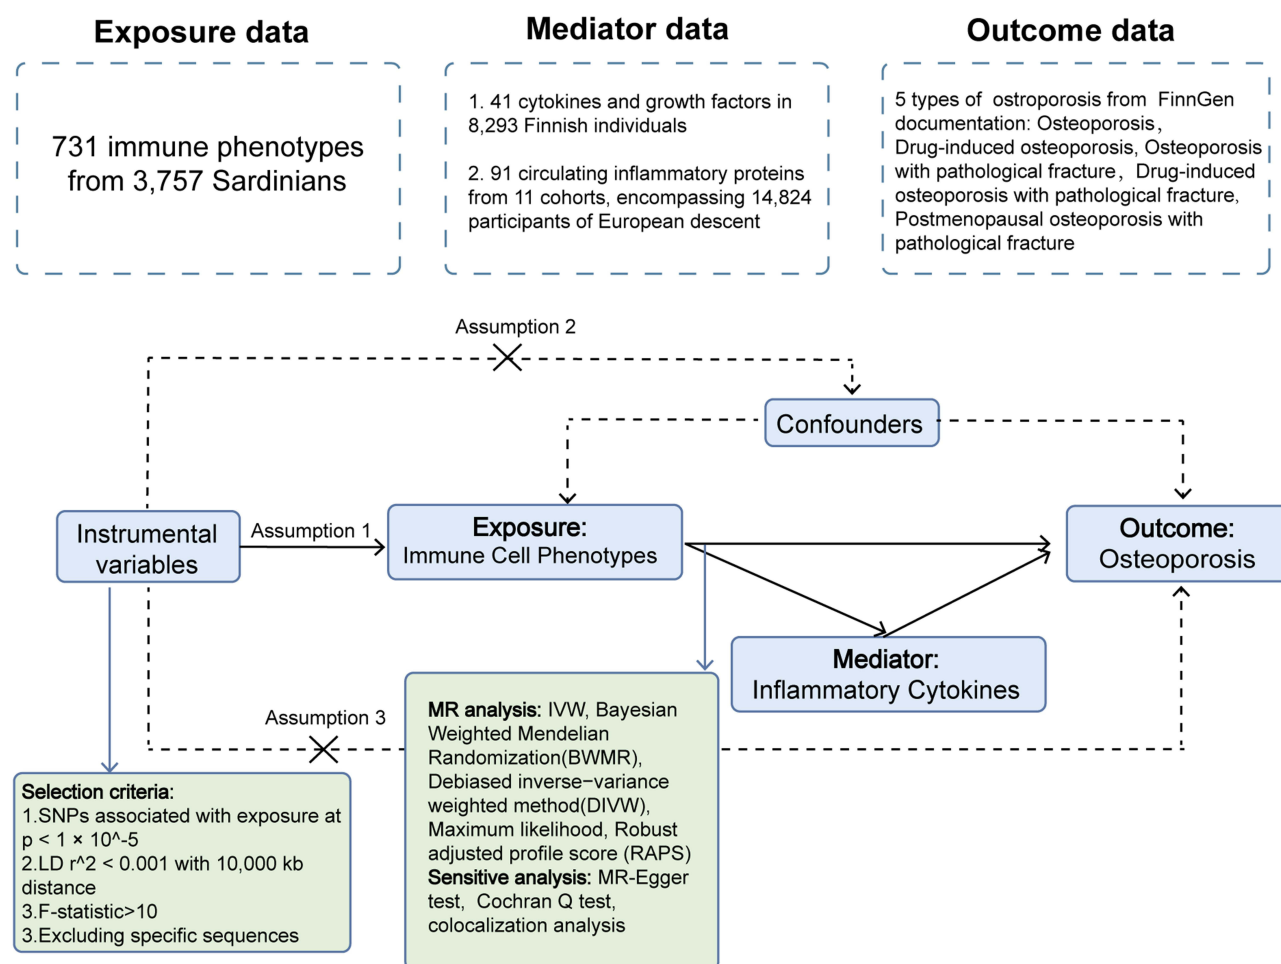 Exposure data
731 immune phenotypes
from 3,757 Sardinians
Mediator data
1. 41 cytokines and growth factors in
8,293 Finnish individuals
2. 91 circulating inflammatory proteins
from 11 cohorts, encompassing 14,824
participants of European descent
Outcome data
5 types of ostroporosis from FinnGen
documentation: Osteoporosis,
Drug-induced osteoporosis, Osteoporosis
with pathological fracture, Drug-induced
osteoporosis with pathological fracture,
Postmenopausal osteoporosis with
pathological fracture
Assumption 2
Confounders
Instrumental
variables
Assumption 1
Exposure:
Immune Cell Phenotypes
Outcome:
Osteoporosis
Mediator:
Inflammatory Cytokines
Assumption 3
Selection criteria:
1.SNPs associated with exposure at
p < 1 × 10^-5
2.LD r^2 < 0.001 with 10,000 kb
distance
3.F-statistic>10
3.Excluding specific sequences
MR analysis: IVW, Bayesian
Weighted Mendelian
Randomization(BWMR),
Debiased inverse−variance
weighted method(DIVW),
Maximum likelihood, Robust
adjusted profile score (RAPS)
Sensitive analysis: MR-Egger
test, Cochran Q test,
colocalization analysis